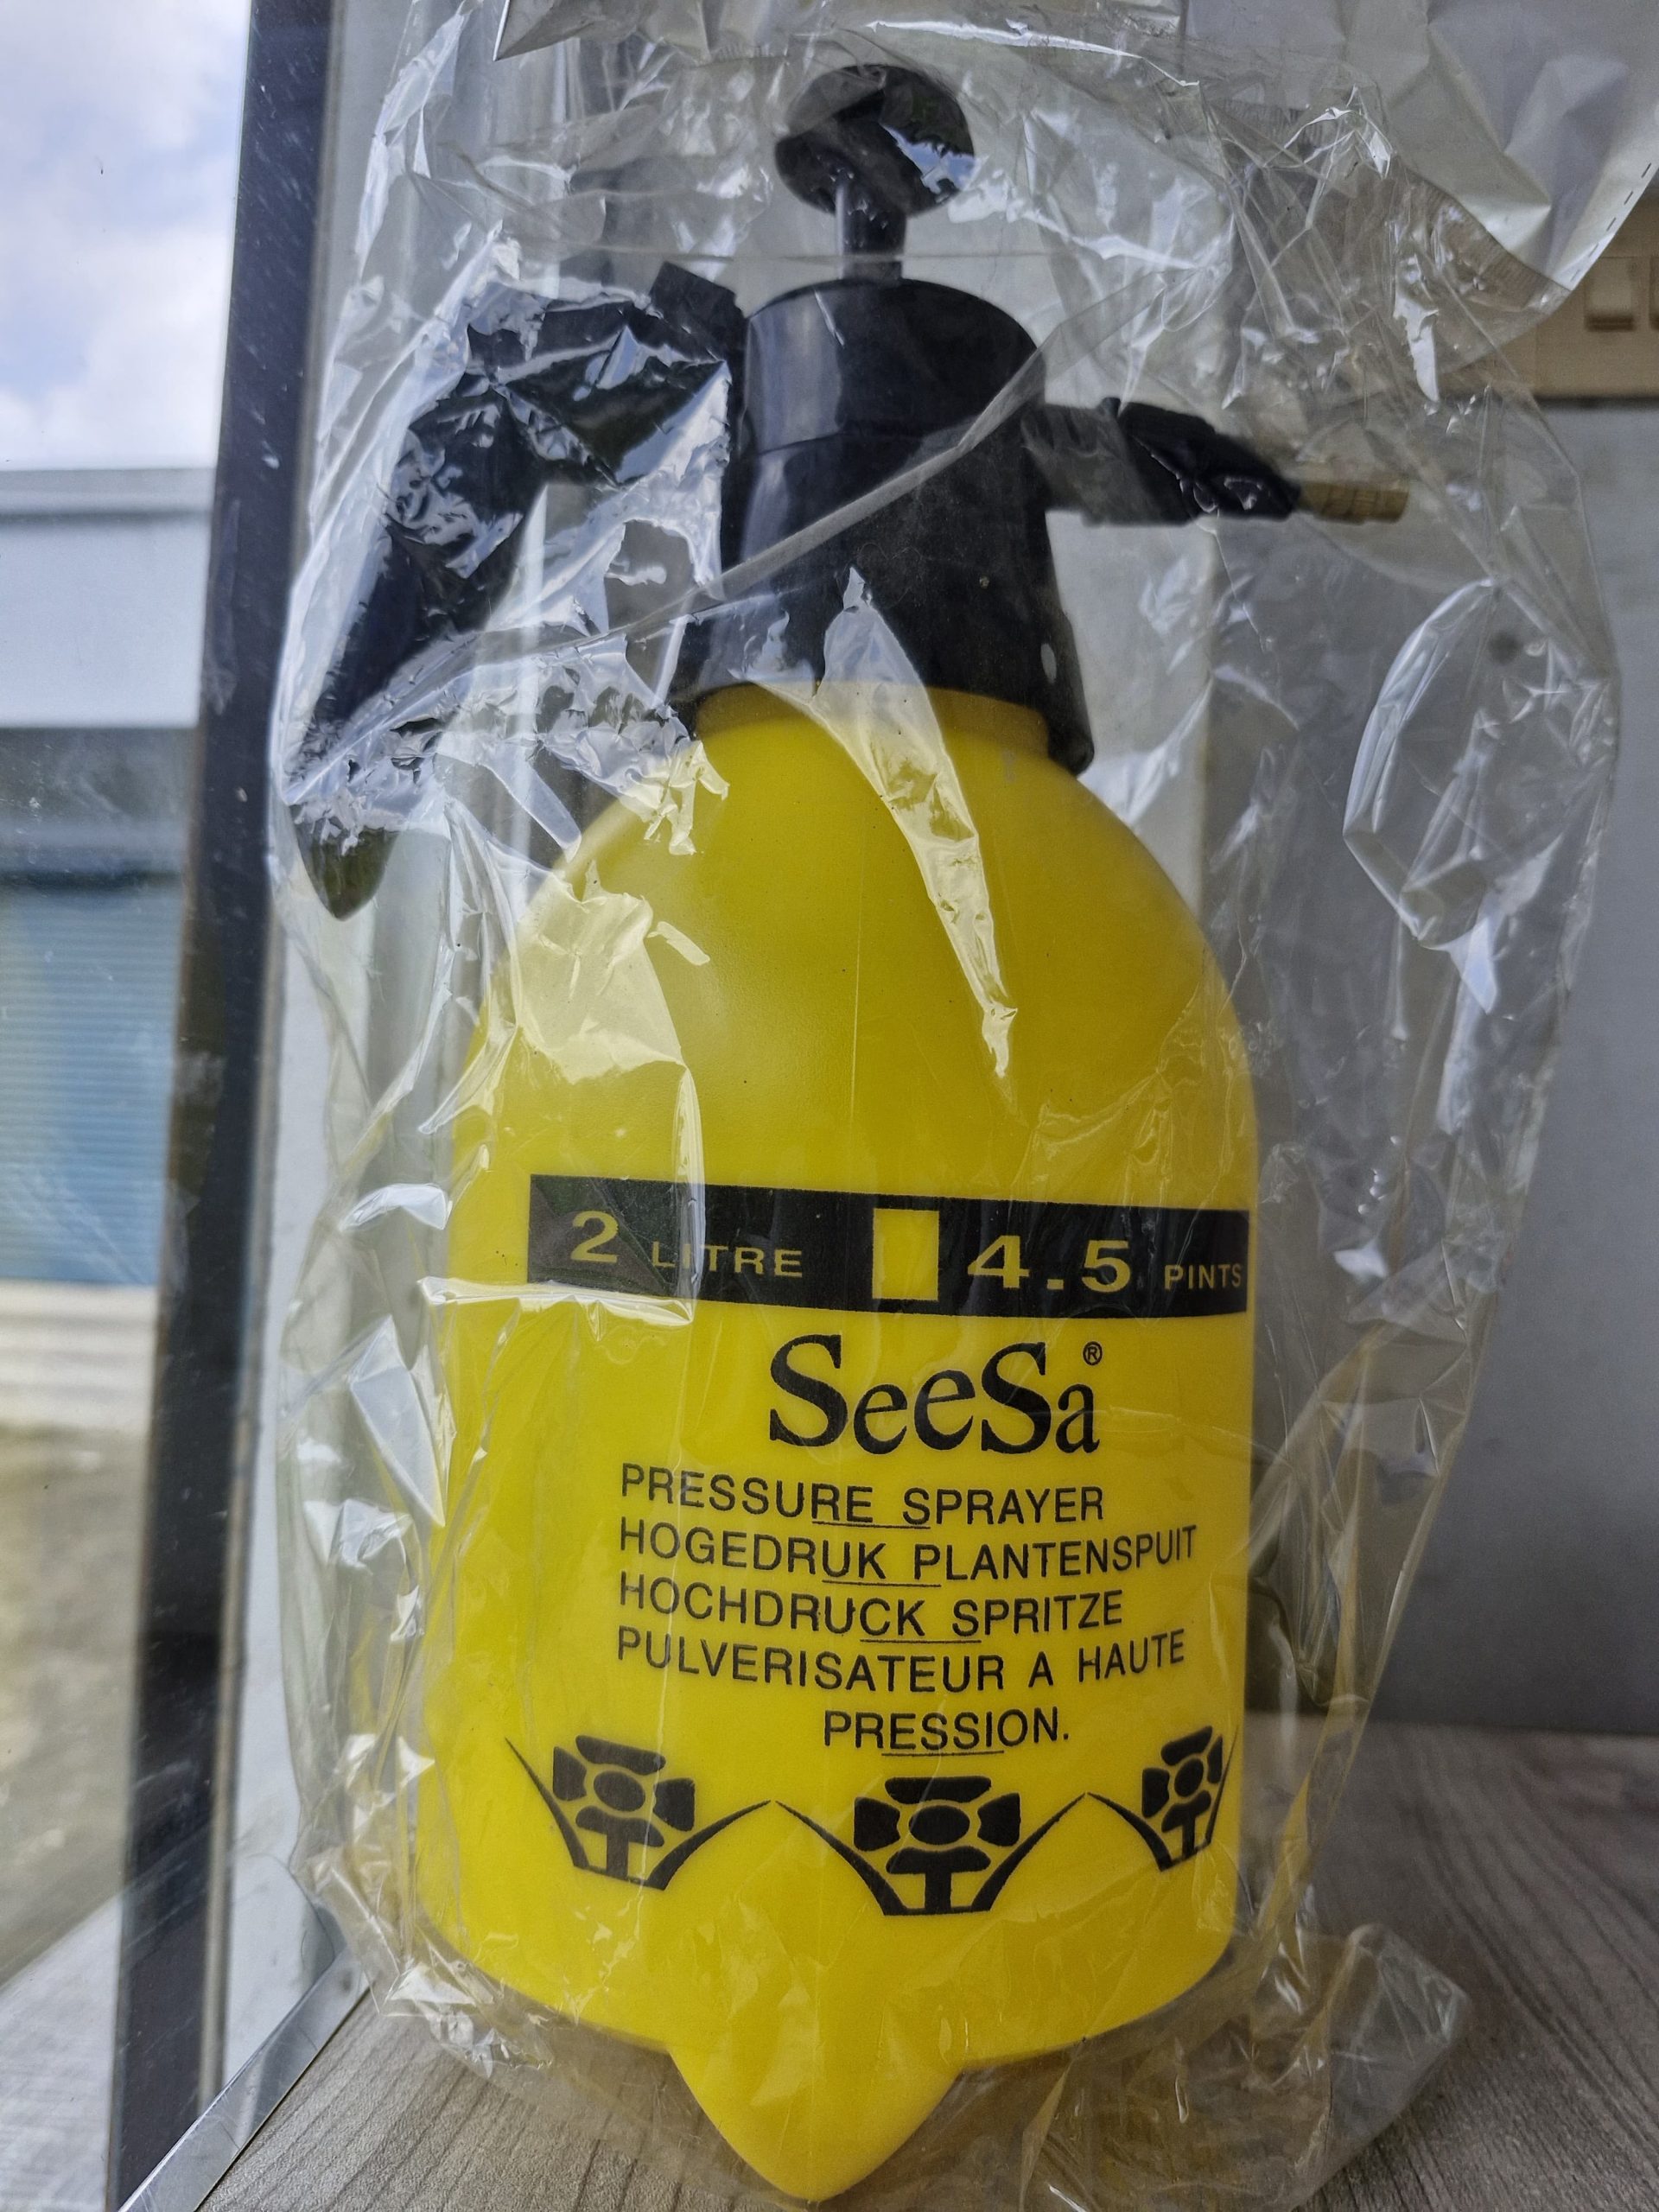 2 LITRE 4.5 PINTS
SeeSa®
PRESSURE SPRAYER
HOGEDRUK PLANTENSPUIT
HOCHDRUCK SPRITZE
PULVERISATEUR A HAUTE
PRESSION.